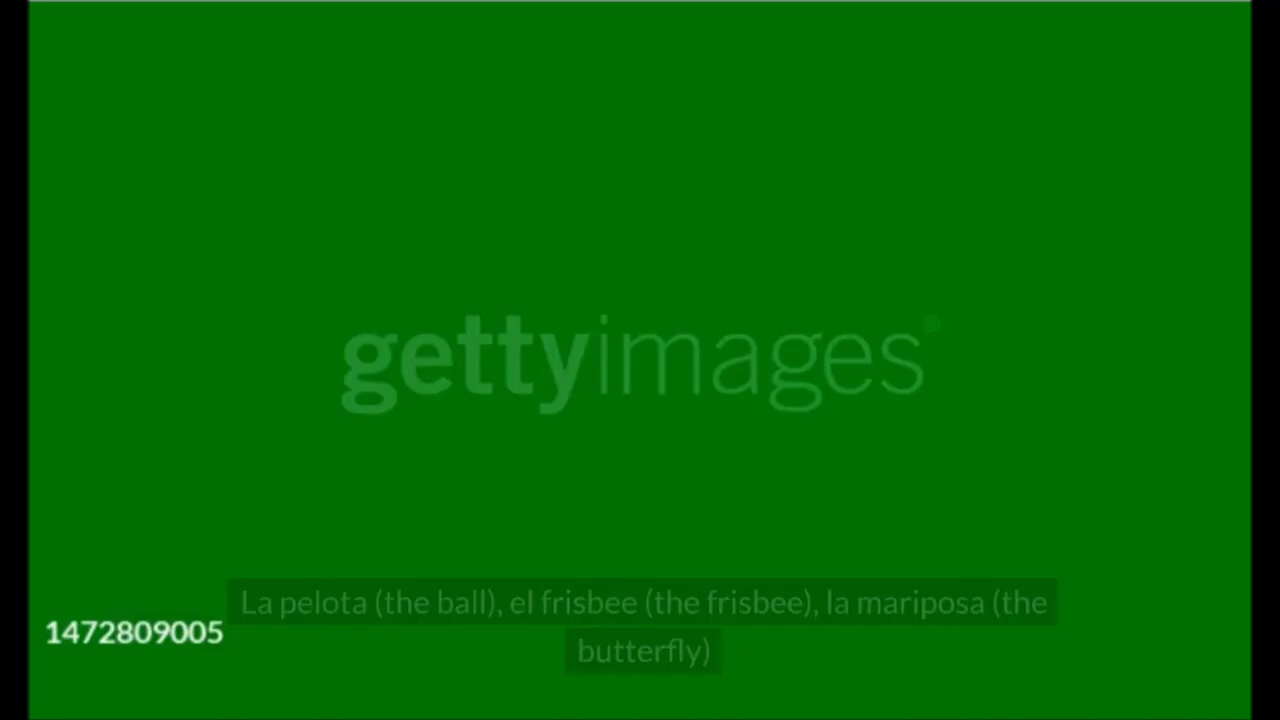 gettyimages
La pelota (the ball), el frisbee (the frisbee), la mariposa (the
butterfly)
1472809005